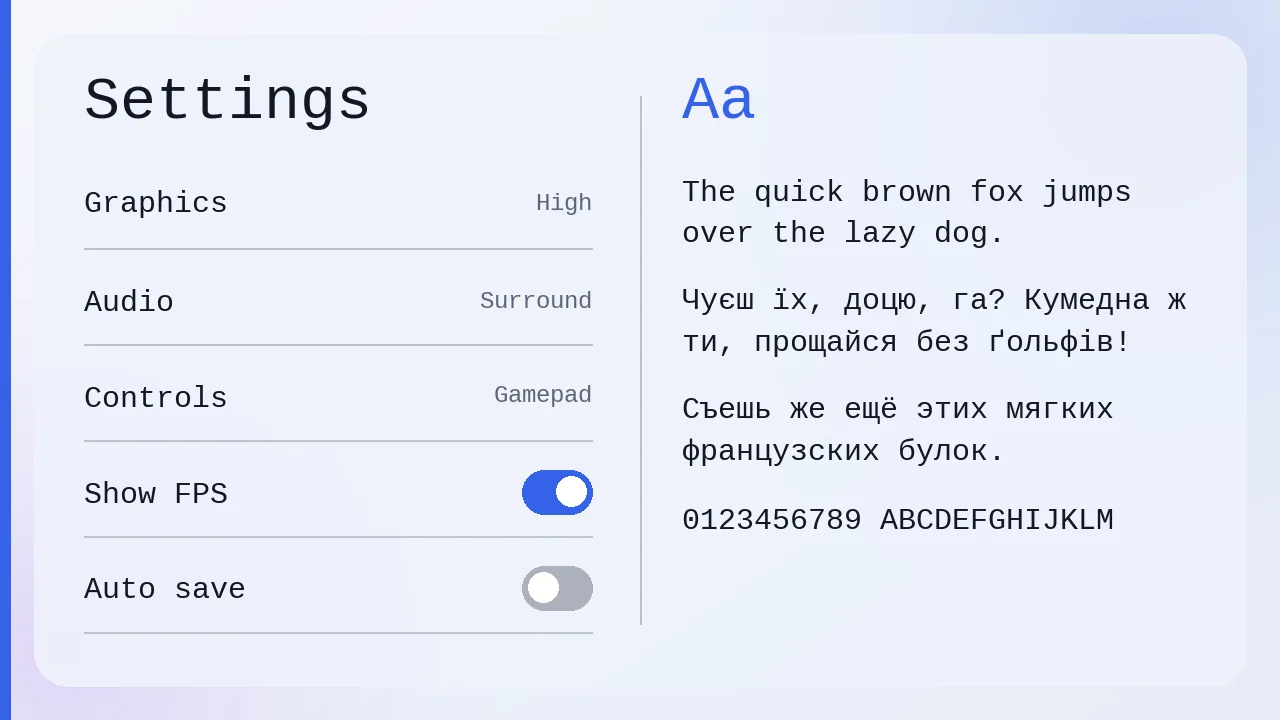 Settings
Graphics
High
Audio
Surround
Controls
Gamepad
Show FPS
Auto save
Aa
The quick brown fox jumps
over the lazy dog.
Чуєш їх, доцю, га? Кумедна ж
ти, прощайся без ґольфів!
Съешь же ещё этих мягких
французских булок.
0123456789 ABCDEFGHIJKLM